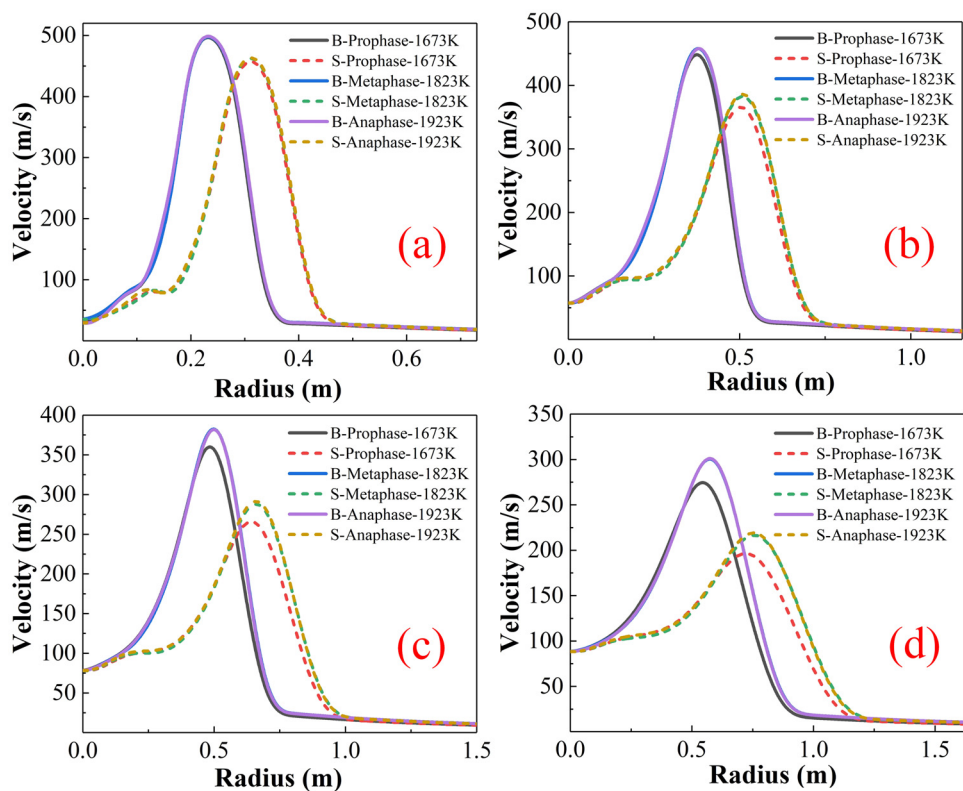 500
400
300
200
100
Velocity (m/s)
B-Prophase-1673K
S-Prophase-1673K
B-Metaphase-1823K
S-Metaphase-1823K
B-Anaphase-1923K
S-Anaphase-1923K
(a)
0.0 0.2 0.4 0.6
Radius (m)
500
400
300
200
100
Velocity (m/s)
B-Prophase-1673K
S-Prophase-1673K
B-Metaphase-1823K
S-Metaphase-1823K
B-Anaphase-1923K
S-Anaphase-1923K
(b)
0.0 0.5 1.0
Radius (m)
400
350
300
250
200
150
100
50
Velocity (m/s)
B-Prophase-1673K
S-Prophase-1673K
B-Metaphase-1823K
S-Metaphase-1823K
B-Anaphase-1923K
S-Anaphase-1923K
(c)
0.0 0.5 1.0 1.5
Radius (m)
350
300
250
200
150
100
50
Velocity (m/s)
B-Prophase-1673K
S-Prophase-1673K
B-Metaphase-1823K
S-Metaphase-1823K
B-Anaphase-1923K
S-Anaphase-1923K
(d)
0.0 0.5 1.0 1.5
Radius (m)